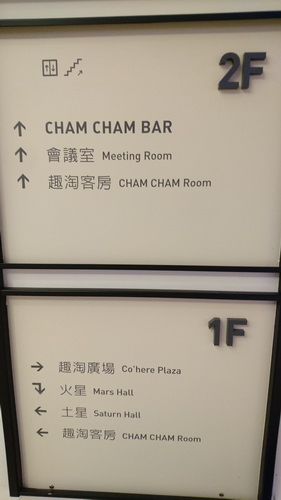 2F
CHAM CHAM BAR
會議室 Meeting Room
趣淘客房 CHAM CHAM Room
1F
趣淘廣場 Co'here Plaza
火星 Mars Hall
土星 Saturn Hall
趣淘客房 CHAM CHAM Room